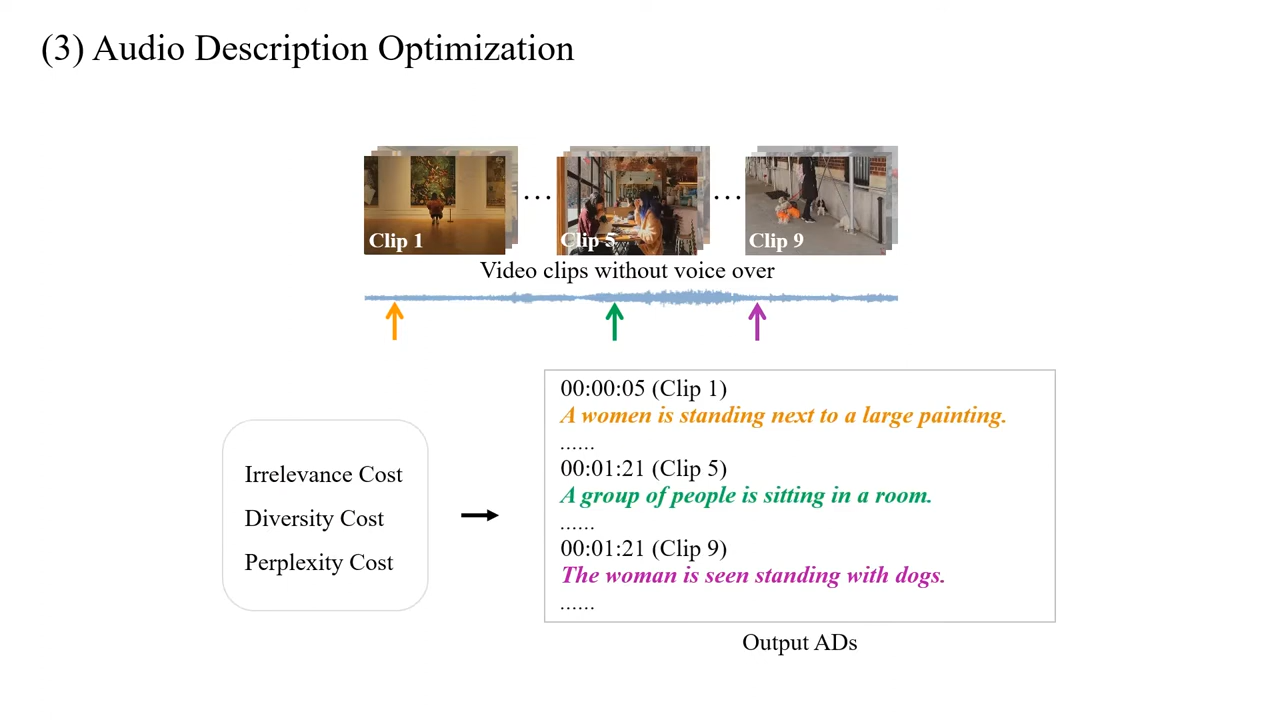 (3) Audio Description Optimization
Clip 1
...
Clip 5
...
Clip 9
Video clips without voice over
Irrelevance Cost
Diversity Cost
Perplexity Cost
00:00:05 (Clip 1)
A women is standing next to a large painting.
......
00:01:21 (Clip 5)
A group of people is sitting in a room.
......
00:01:21 (Clip 9)
The woman is seen standing with dogs.
......
Output ADs